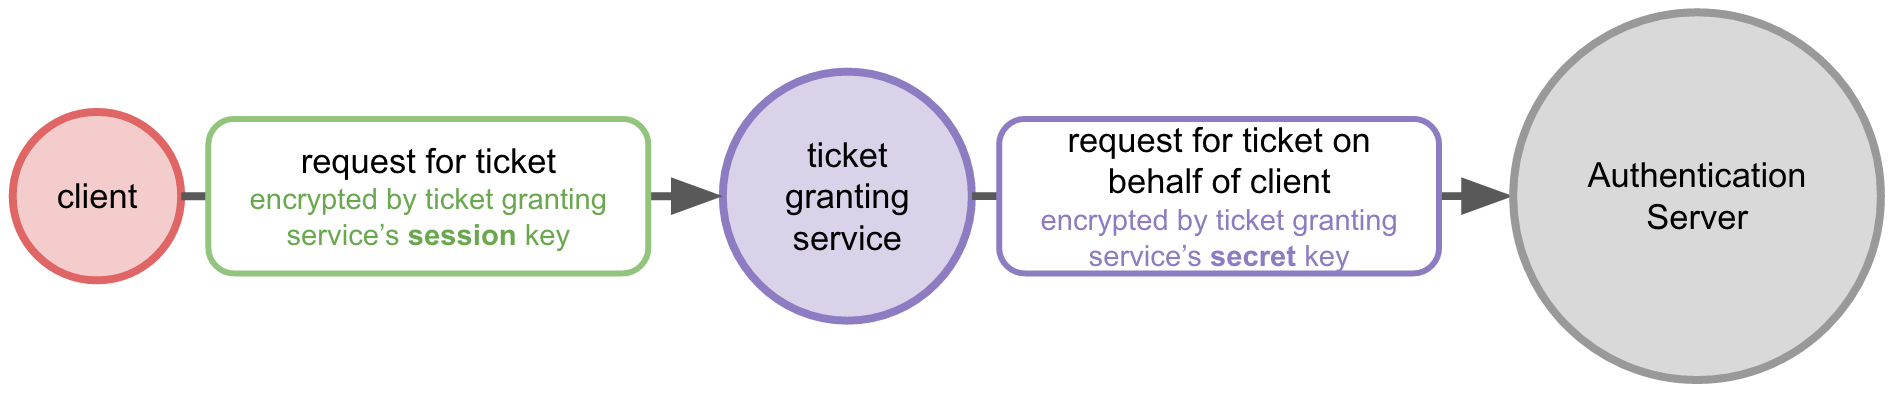 client
request for ticket
encrypted by ticket granting
service’s session key
ticket
granting
service
request for ticket on
behalf of client
encrypted by ticket granting
service’s secret key
Authentication
Server